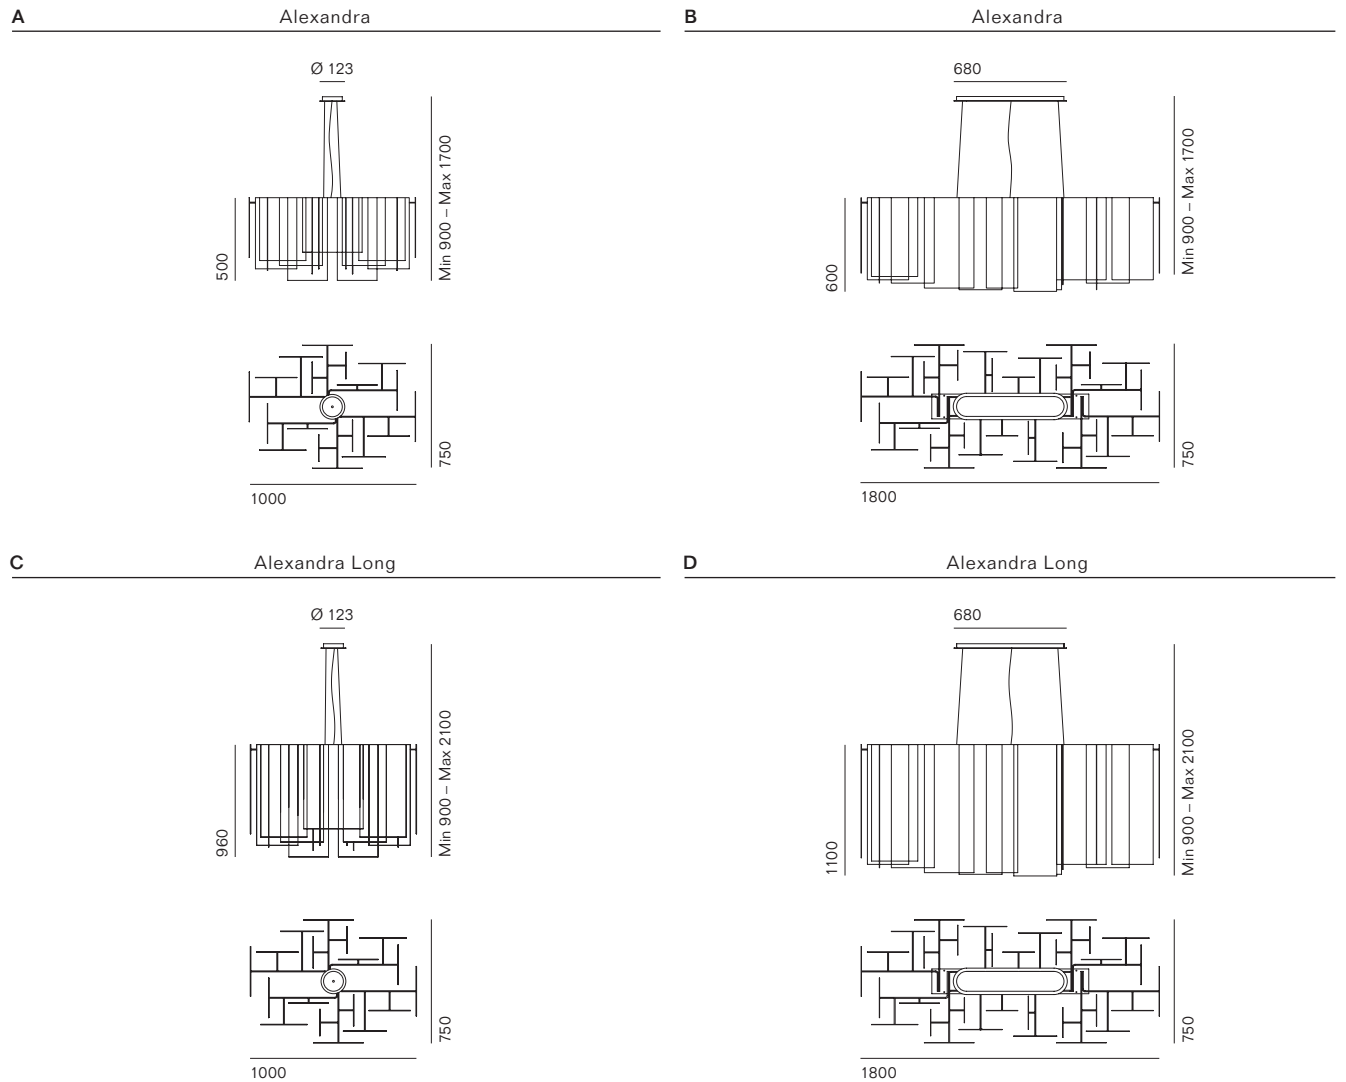 A
Alexandra
Ø 123
Min 900 – Max 1700
500
750
1000
B
Alexandra
680
Min 900 – Max 1700
600
750
1800
C
Alexandra Long
Ø 123
Min 900 – Max 2100
960
750
1000
D
Alexandra Long
680
Min 900 – Max 2100
1100
750
1800